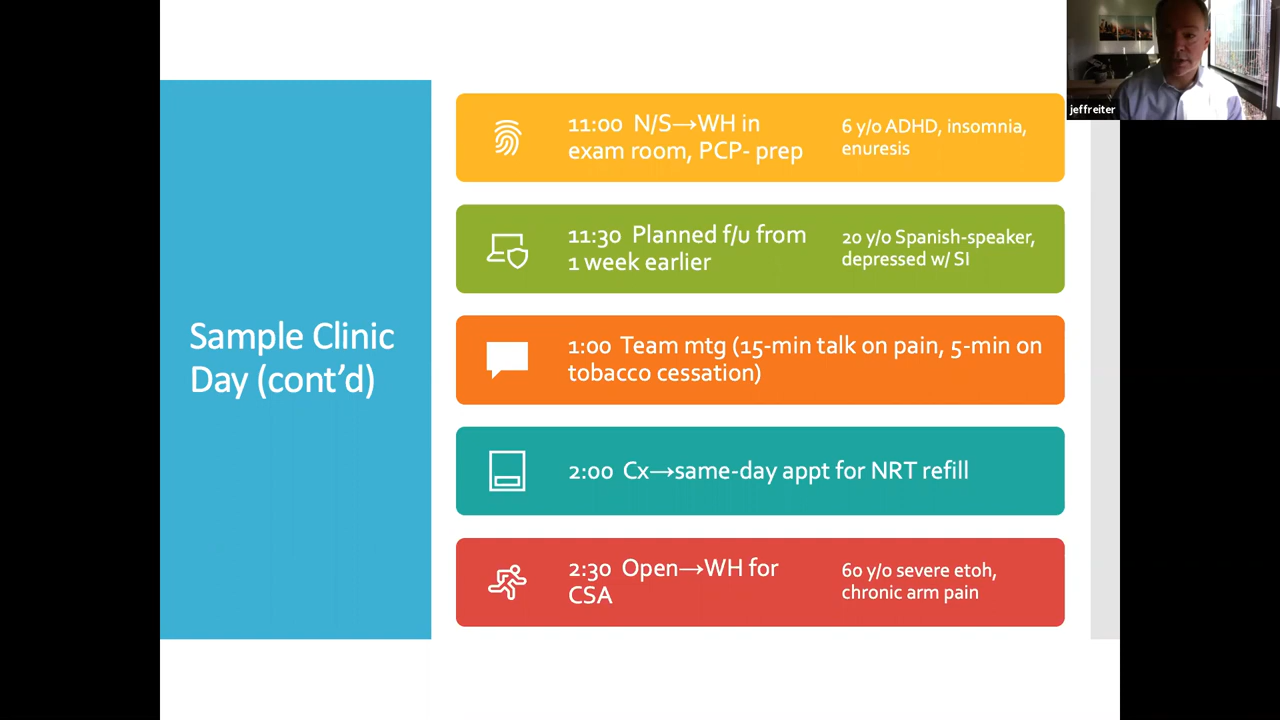 jeffreiter
11:00 N/S→WH in
exam room, PCP- prep
6 y/o ADHD, insomnia,
enuresis
11:30 Planned f/u from
1 week earlier
20 y/o Spanish-speaker,
depressed w/ SI
Sample Clinic
Day (cont’d)
1:00 Team mtg (15-min talk on pain, 5-min on
tobacco cessation)
2:00 Cx→same-day appt for NRT refill
2:30 Open→WH for
CSA
60 y/o severe etoh,
chronic arm pain